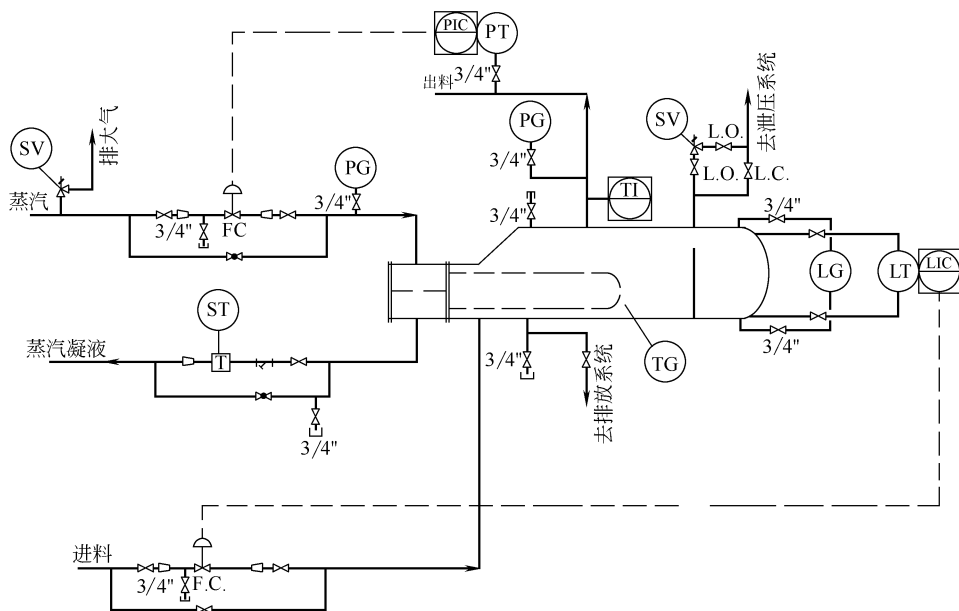 PIC
PT
3/4"
出料
去泄压系统
SV
排大气
PG
SV
L.O.
L.O.
L.C.
3/4"
PG
TI
蒸汽
3/4"
3/4"
3/4"
3/4"
FC
LG
LT
LIC
ST
蒸汽凝液
T
3/4"
3/4"
TG
去排放系统
3/4"
进料
3/4"
F.C.